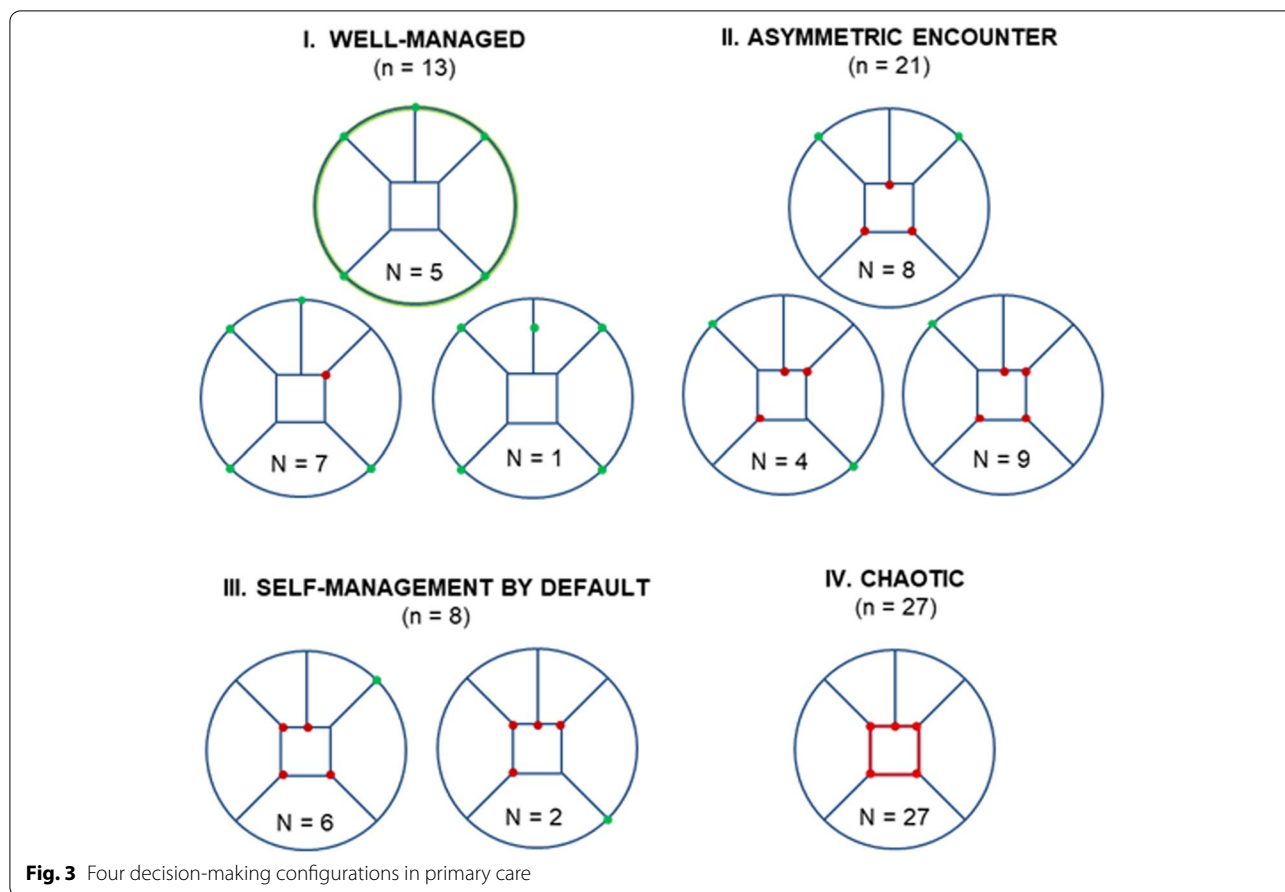 I. WELL-MANAGED
(n = 13)
N = 5
N = 7
N = 1
II. ASYMMETRIC ENCOUNTER
(n = 21)
N = 8
N = 4
N = 9
III. SELF-MANAGEMENT BY DEFAULT
(n = 8)
N = 6
N = 2
IV. CHAOTIC
(n = 27)
N = 27
Fig. 3 Four decision-making configurations in primary care